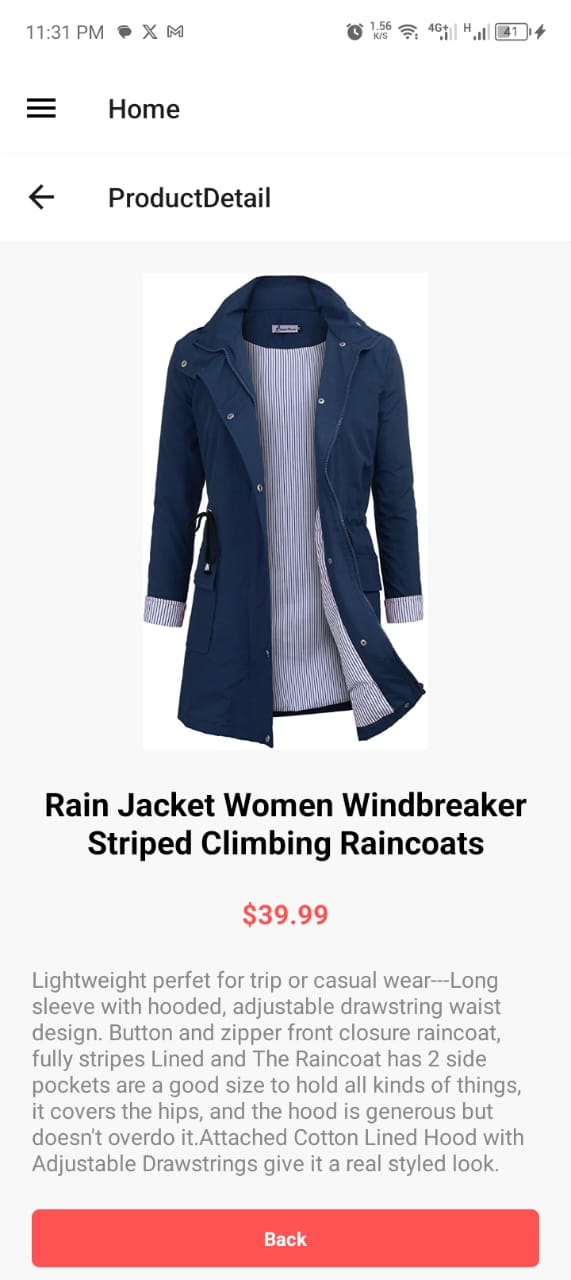 11:31 PM
1.56
K/S
4G+
H
41
Home
ProductDetail
Rain Jacket Women Windbreaker
Striped Climbing Raincoats
$39.99
Lightweight perfet for trip or casual wear---Long
sleeve with hooded, adjustable drawstring waist
design. Button and zipper front closure raincoat,
fully stripes Lined and The Raincoat has 2 side
pockets are a good size to hold all kinds of things,
it covers the hips, and the hood is generous but
doesn't overdo it.Attached Cotton Lined Hood with
Adjustable Drawstrings give it a real styled look.
Back